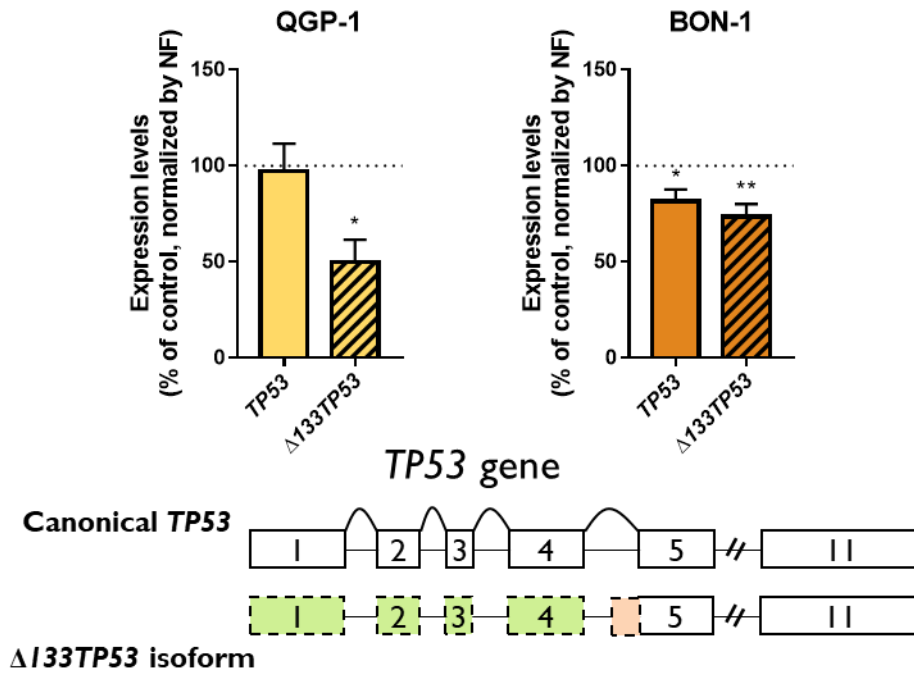 QGP-1
BON-1
Expression levels
(% of control, normalized by NF)
150
100
50
0
*
TP53
Δ133TP53
Expression levels
(% of control, normalized by NF)
150
100
50
0
*
**
TP53
Δ133TP53
TP53 gene
Canonical TP53
1 2 3 4 5 // 11
1 2 3 4 5 // 11
Δ133TP53 isoform